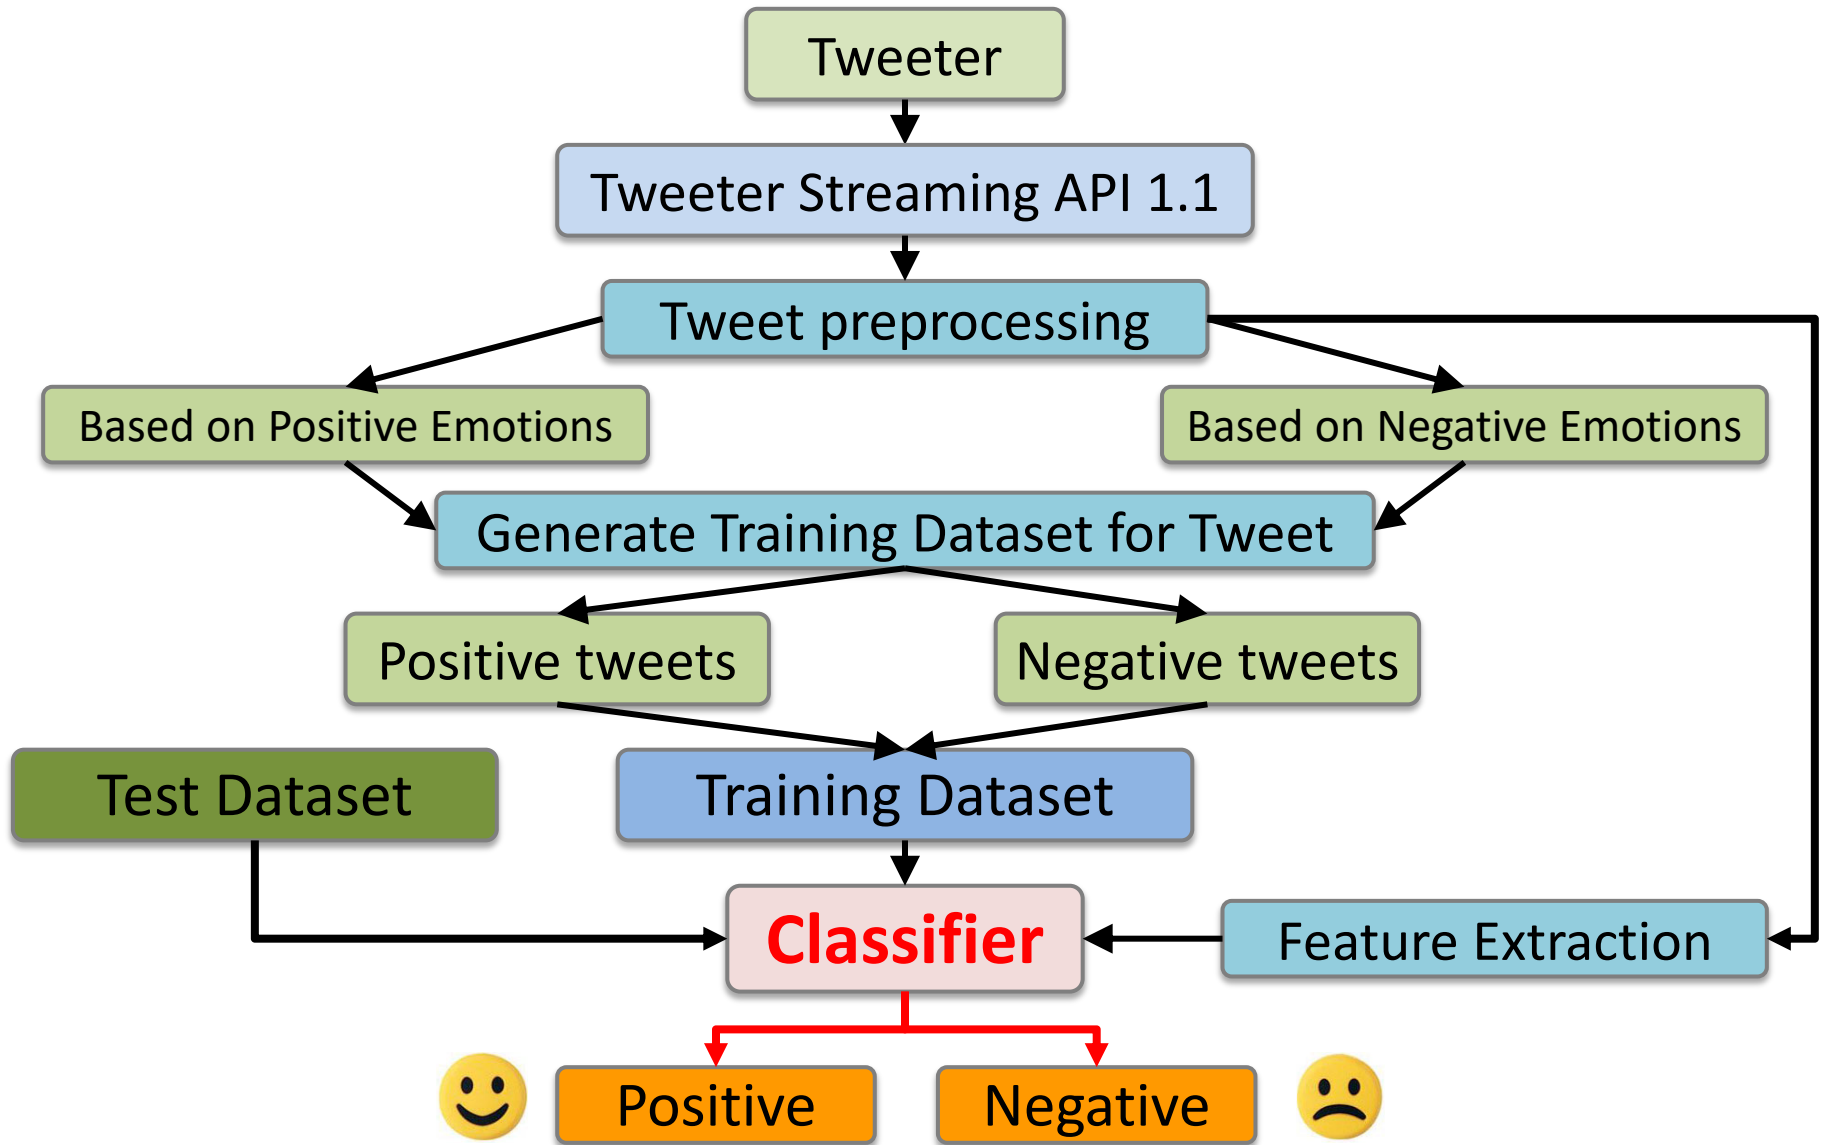 Tweeter
Tweeter Streaming API 1.1
Tweet preprocessing
Based on Positive Emotions
Based on Negative Emotions
Generate Training Dataset for Tweet
Positive tweets
Negative tweets
Test Dataset
Training Dataset
Classifier
Feature Extraction
Positive
Negative